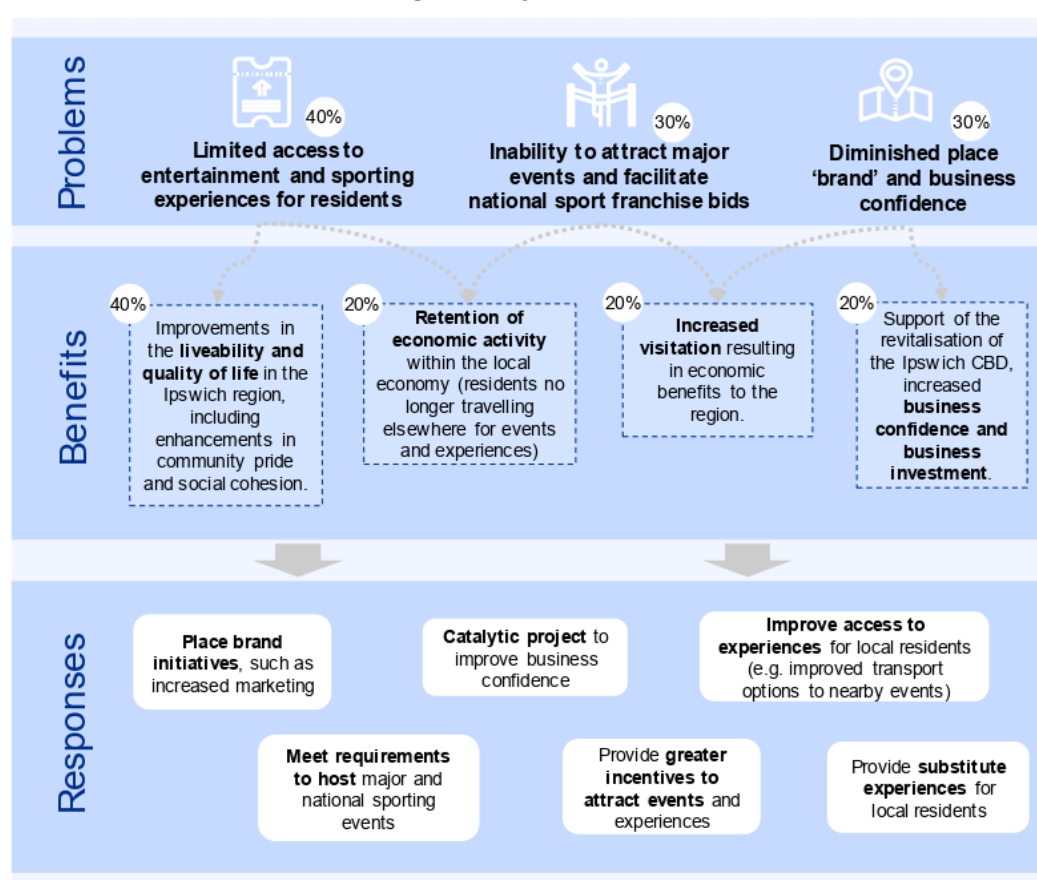 Problems
40%
Limited access to
entertainment and sporting
experiences for residents
30%
Inability to attract major
events and facilitate
national sport franchise bids
30%
Diminished place
‘brand’ and business
confidence
Benefits
40%
Improvements in
the liveability and
quality of life in the
Ipswich region,
including
enhancements in
community pride
and social cohesion.
20%
Retention of
economic activity
within the local
economy (residents no
longer travelling
elsewhere for events
and experiences)
20%
Increased
visitation resulting
in economic
benefits to the
region.
20%
Support of the
revitalisation of
the Ipswich CBD,
increased
business
confidence and
business
investment.
Responses
Place brand
initiatives, such as
increased marketing
Catalytic project to
improve business
confidence
Improve access to
experiences for local residents
(e.g. improved transport
options to nearby events)
Meet requirements
to host major and
national sporting
events
Provide greater
incentives to
attract events and
experiences
Provide substitute
experiences for
local residents